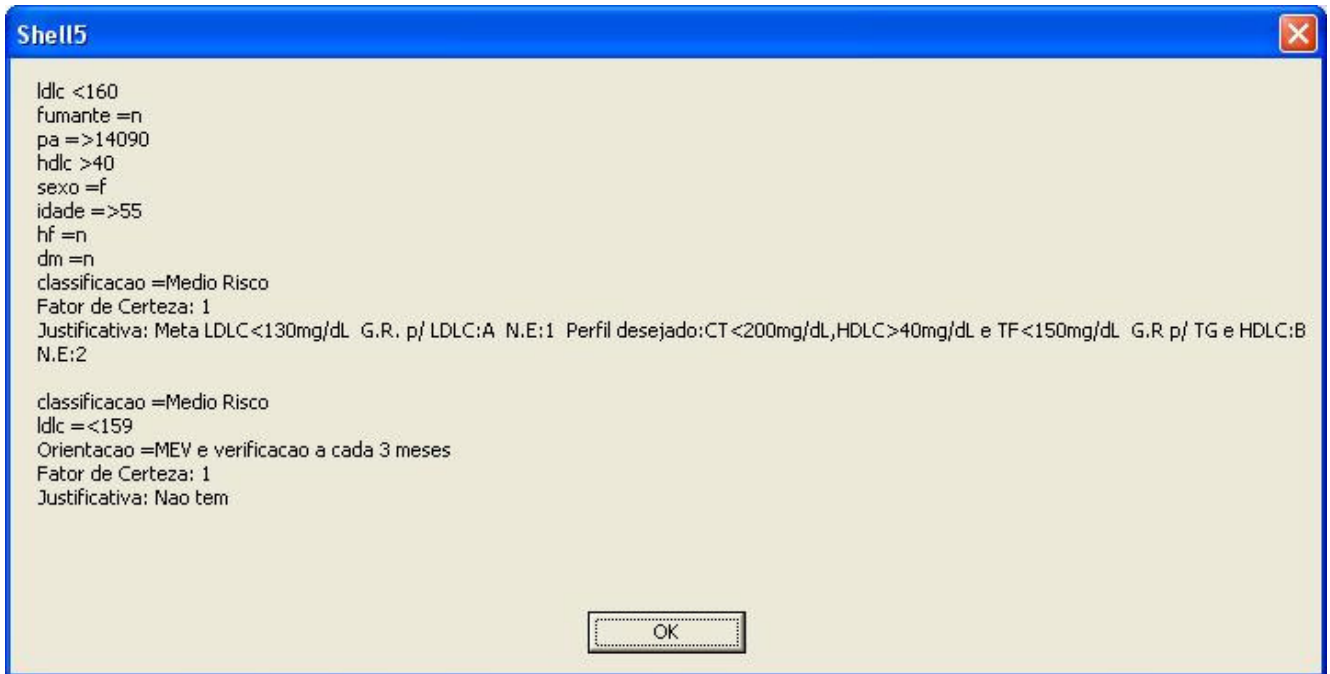 Shell5
ldlc <160
fumante =n
pa =>14090
hdlc >40
sexo =f
idade =>55
hf =n
dm =n
classificacao =Medio Risco
Fator de Certeza: 1
Justificativa: Meta LDLC<130mg/dL  G.R. p/ LDLC:A  N.E:1  Perfil desejado:CT<200mg/dL,HDLC>40mg/dL e TF<150mg/dL  G.R p/ TG e HDLC:B
N.E:2
classificacao =Medio Risco
ldlc =<159
Orientacao =MEV e verificacao a cada 3 meses
Fator de Certeza: 1
Justificativa: Nao tem
OK